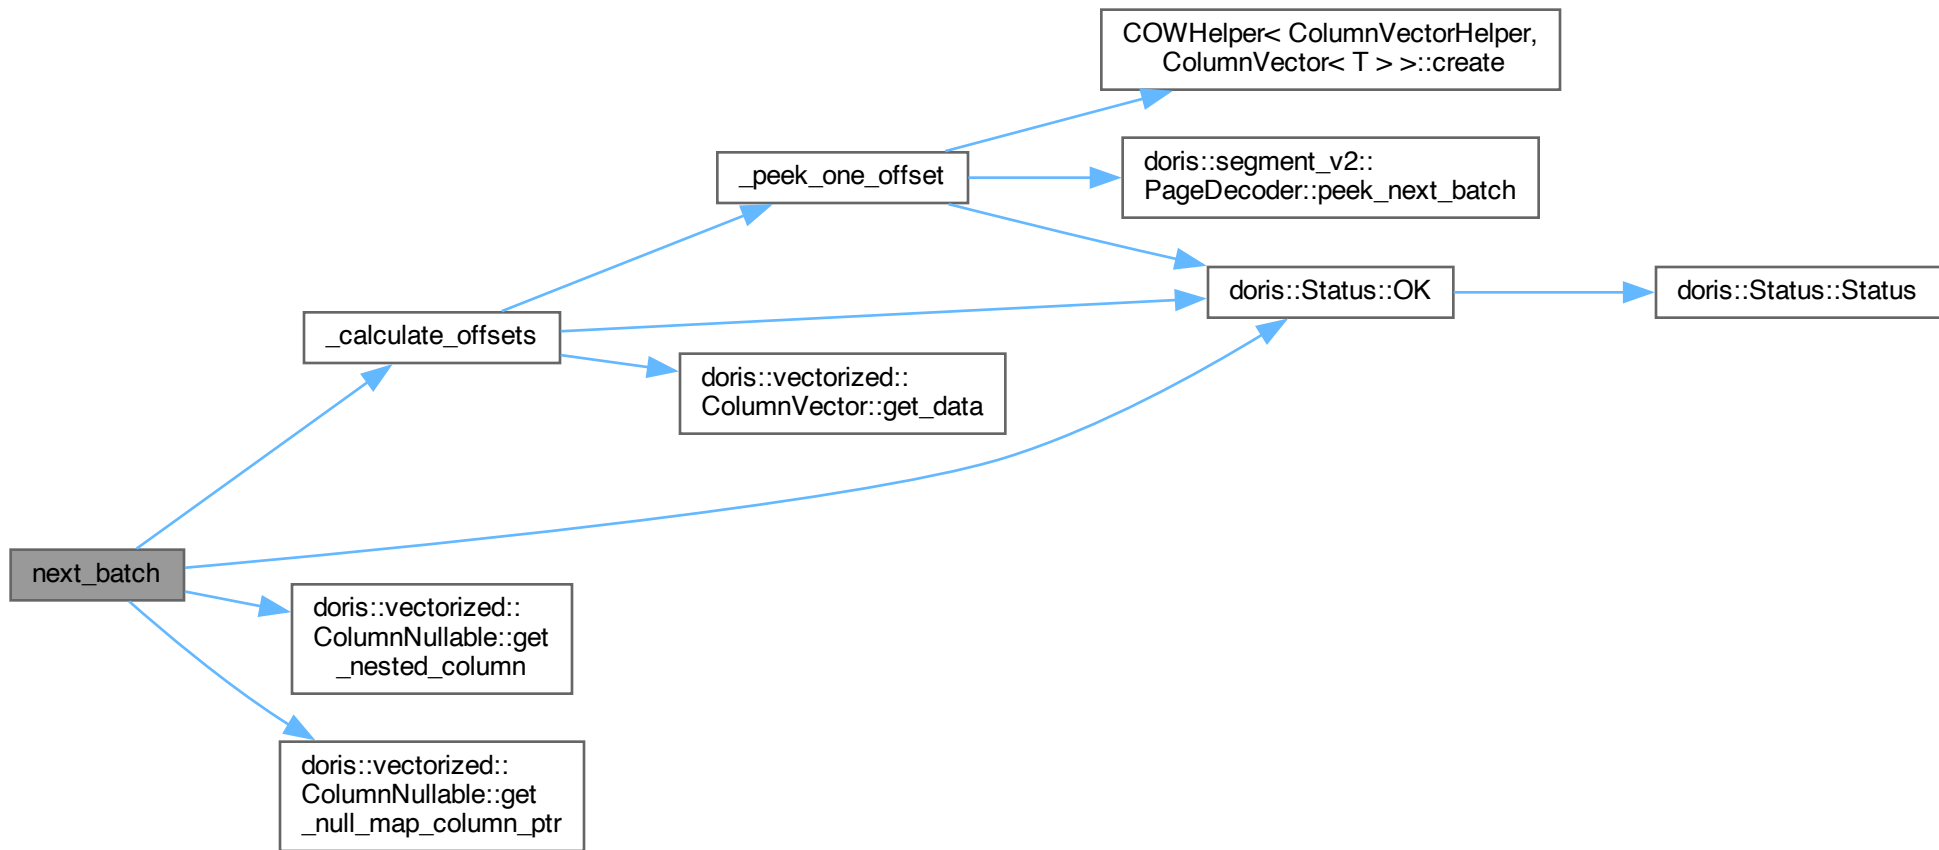 COWHelper< ColumnVectorHelper,
ColumnVector< T > >::create
_peek_one_offset
doris::segment_v2::
PageDecoder::peek_next_batch
doris::Status::OK
doris::Status::Status
_calculate_offsets
doris::vectorized::
ColumnVector::get_data
next_batch
doris::vectorized::
ColumnNullable::get
_nested_column
doris::vectorized::
ColumnNullable::get
_null_map_column_ptr